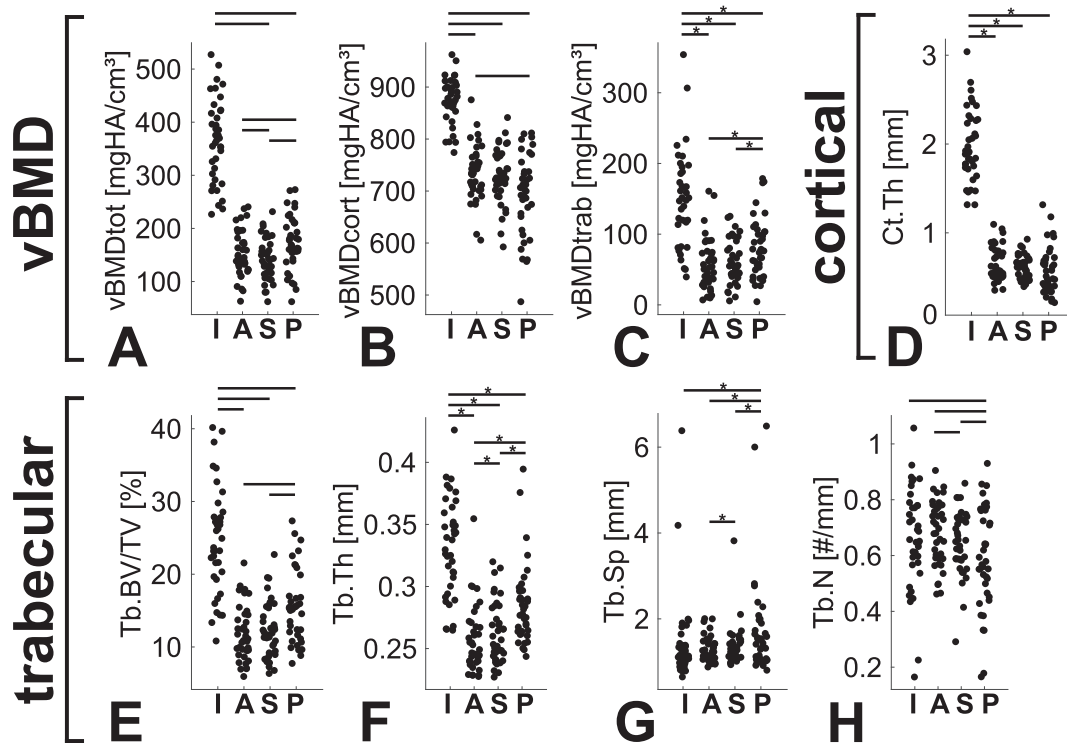 vBMD
A
vBMDtot [mgHA/cm³]
500
400
300
200
100
I A S P
B
vBMDcort [mgHA/cm³]
900
800
700
600
500
I A S P
C
vBMDtrab [mgHA/cm³]
* * *
* *
300
200
100
0
I A S P
cortical
D
Ct.Th [mm]
* * *
3
2
1
0
I A S P
trabecular
E
Tb.BV/TV [%]
40
30
20
10
I A S P
F
Tb.Th [mm]
* * *
* * *
0.4
0.35
0.3
0.25
I A S P
G
Tb.Sp [mm]
* * *
*
6
4
2
I A S P
H
Tb.N [#/mm]
1
0.8
0.6
0.4
0.2
I A S P